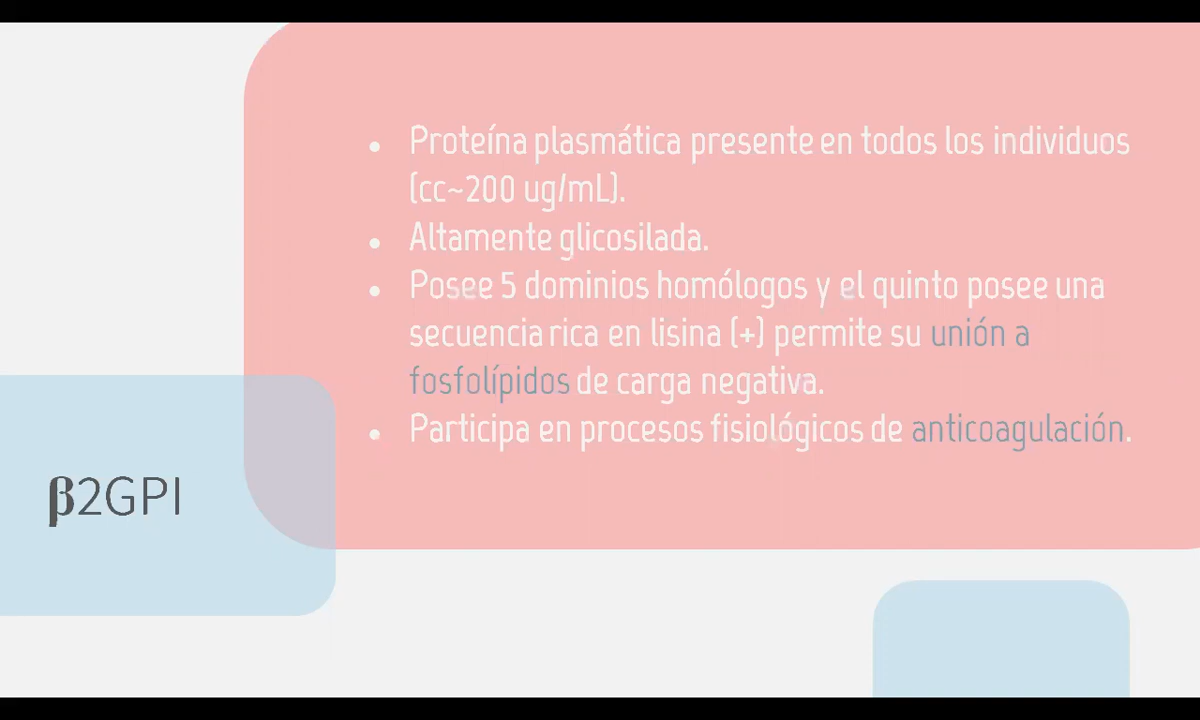 • Proteína plasmática presente en todos los individuos
(cc~200 ug/mL).
• Altamente glicosilada.
• Posee 5 dominios homólogos y el quinto posee una
secuencia rica en lisina (+) permite su unión a
fosfolípidos de carga negativa.
• Participa en procesos fisiológicos de anticoagulación.
β2GPI